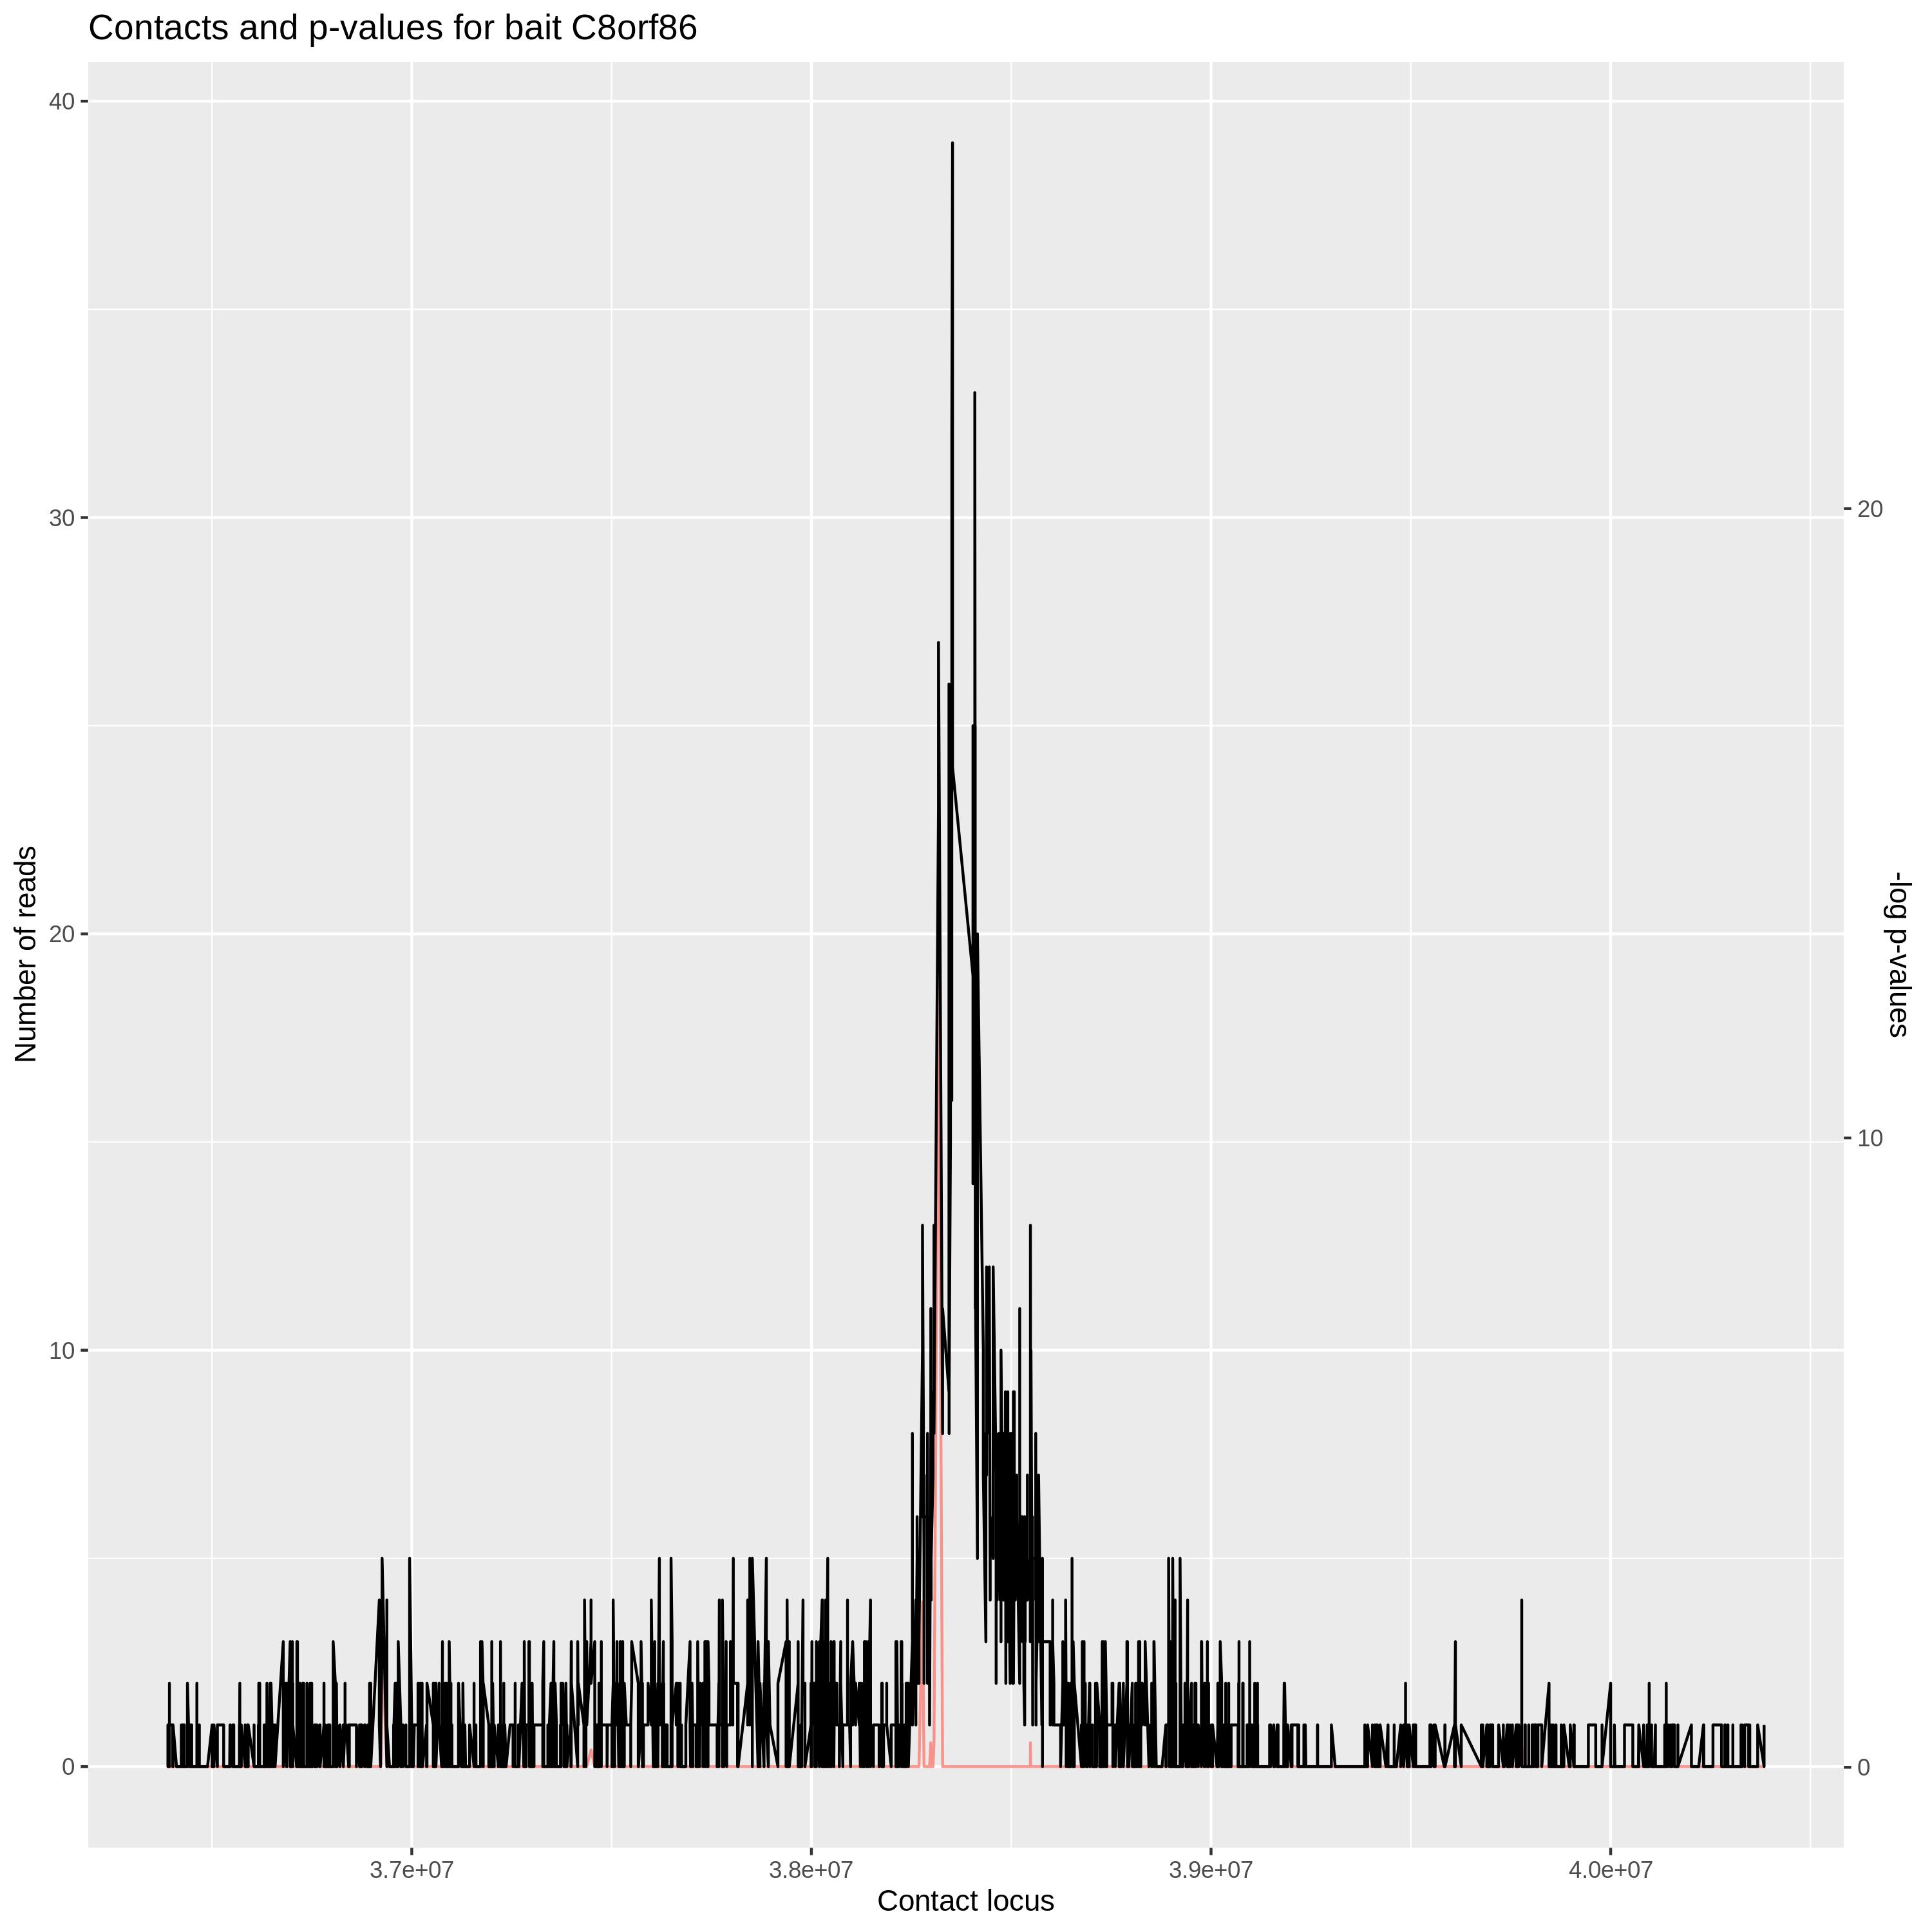 Contacts and p-values for bait C8orf86
40
30
20
10
0
Number of reads
20
10
0
-log p-values
3.7e+07
3.8e+07
3.9e+07
4.0e+07
Contact locus